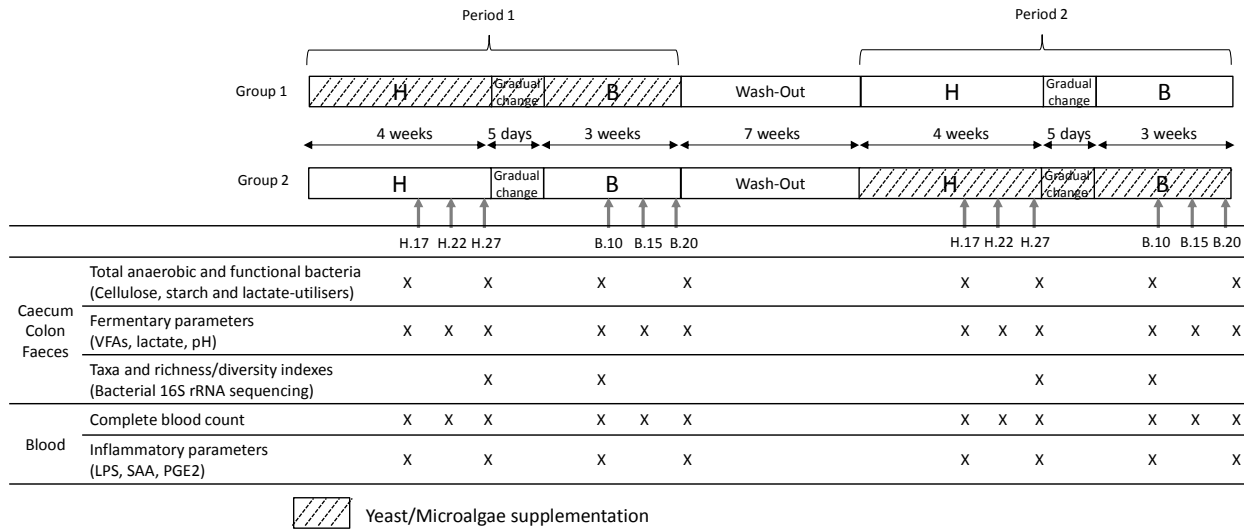 Period 1
Period 2
Group 1
H
Gradual change
B
Wash-Out
H
Gradual change
B
4 weeks
5 days
3 weeks
7 weeks
4 weeks
5 days
3 weeks
Group 2
H
Gradual change
B
Wash-Out
H
Gradual change
B
H.17 H.22 H.27 B.10 B.15 B.20 H.17 H.22 H.27 B.10 B.15 B.20
Caecum
Colon
Faeces
Total anaerobic and functional bacteria
(Cellulose, starch and lactate-utilisers)
X X X X X X X X
Fermentary parameters
(VFAs, lactate, pH)
X X X X X X X X X X X X
Taxa and richness/diversity indexes
(Bacterial 16S rRNA sequencing)
X X X X
Blood
Complete blood count
X X X X X X X X X X X X
Inflammatory parameters
(LPS, SAA, PGE2)
X X X X X X X X
Yeast/Microalgae supplementation